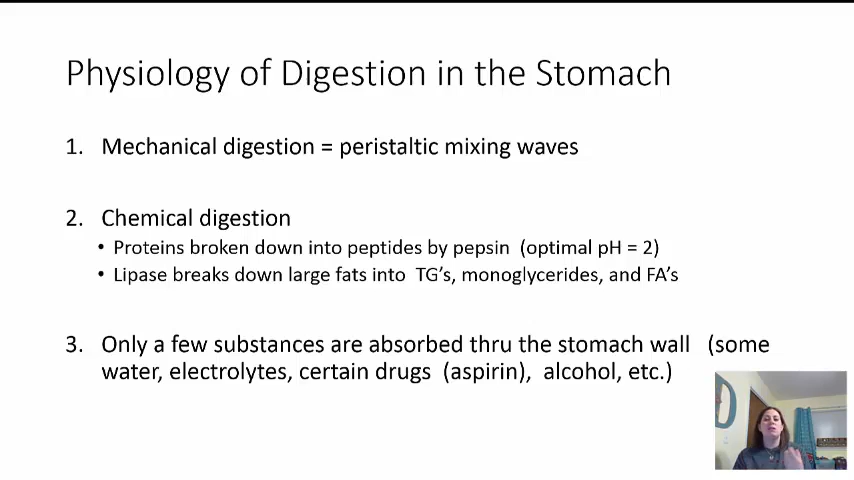 Physiology of Digestion in the Stomach
1. Mechanical digestion = peristaltic mixing waves
2. Chemical digestion
• Proteins broken down into peptides by pepsin (optimal pH = 2)
• Lipase breaks down large fats into TG's, monoglycerides, and FA's
3. Only a few substances are absorbed thru the stomach wall (some
water, electrolytes, certain drugs (aspirin), alcohol, etc.)